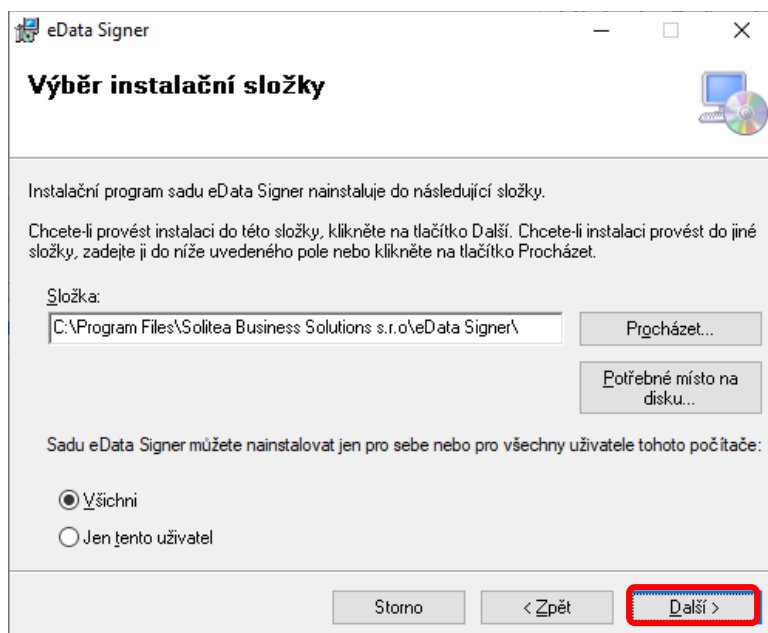 eData Signer
Výběr instalační složky
Instalační program sadu eData Signer nainstaluje do následující složky.
Chcete-li provést instalaci do této složky, klikněte na tlačítko Další. Chcete-li instalaci provést do jiné
složky, zadejte ji do níže uvedeného pole nebo klikněte na tlačítko Procházet.
Složka:
C:\Program Files\Solitea Business Solutions s.r.o\eData Signer\
Procházet...
Potřebné místo na
disku...
Sadu eData Signer můžete nainstalovat jen pro sebe nebo pro všechny uživatele tohoto počítače:
Všichni
Jen tento uživatel
Storno
< Zpět
Další >